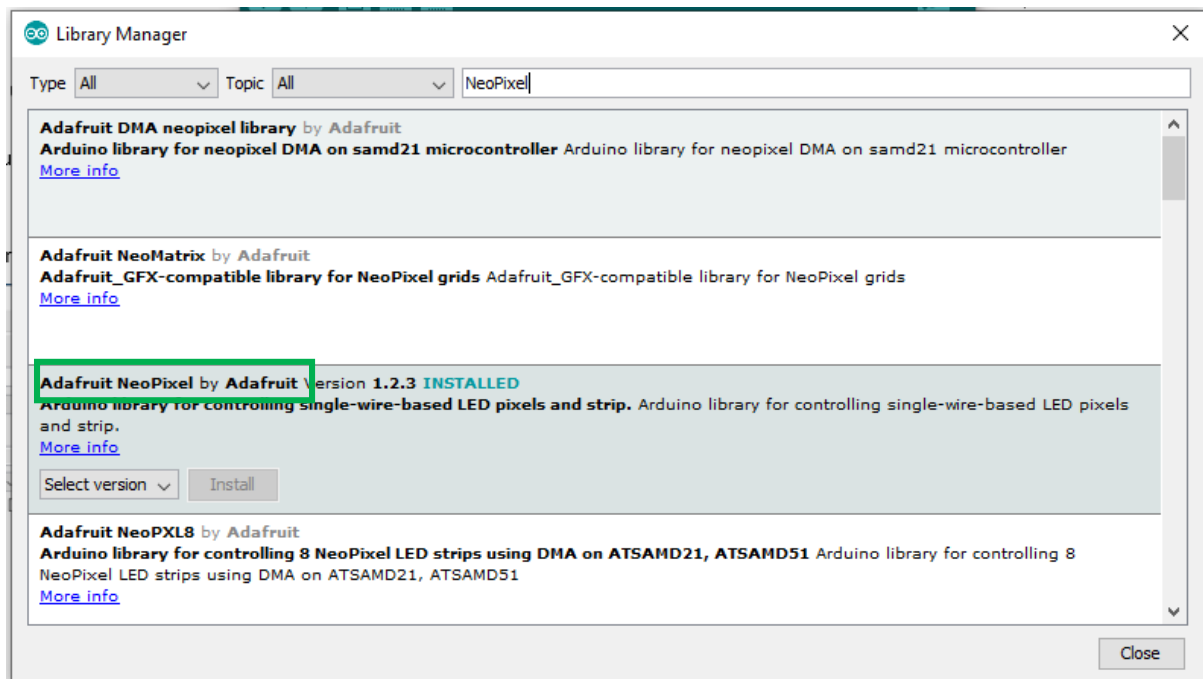 Library Manager
Type All Topic All NeoPixel
Adafruit DMA neopixel library by Adafruit
Arduino library for neopixel DMA on samd21 microcontroller Arduino library for neopixel DMA on samd21 microcontroller
More info
Adafruit NeoMatrix by Adafruit
Adafruit_GFX-compatible library for NeoPixel grids Adafruit_GFX-compatible library for NeoPixel grids
More info
Adafruit NeoPixel by Adafruit Version 1.2.3 INSTALLED
Arduino library for controlling single-wire-based LED pixels and strip. Arduino library for controlling single-wire-based LED pixels
and strip.
More info
Select version Install
Adafruit NeoPXL8 by Adafruit
Arduino library for controlling 8 NeoPixel LED strips using DMA on ATSAMD21, ATSAMD51 Arduino library for controlling 8
NeoPixel LED strips using DMA on ATSAMD21, ATSAMD51
More info
Close